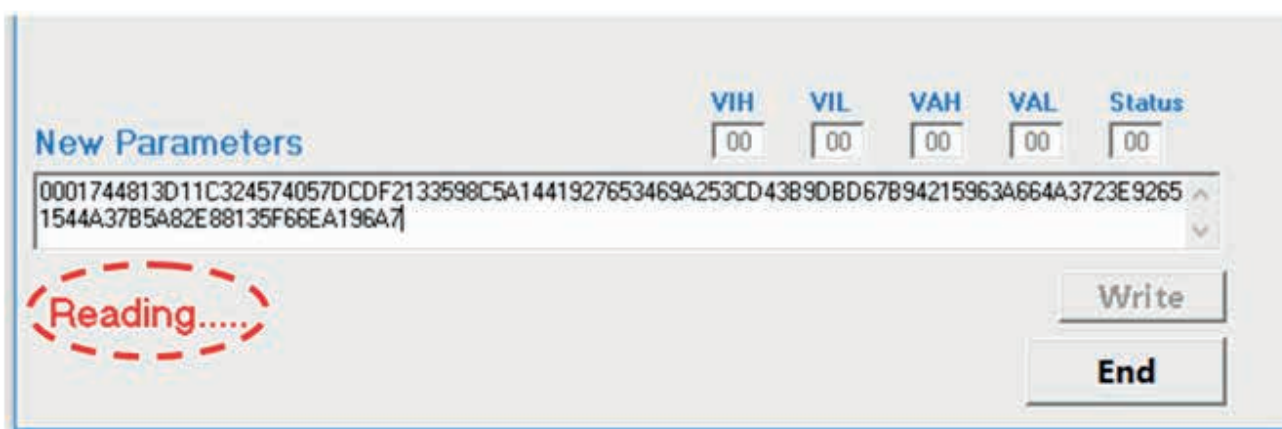 VIH VIL VAH VAL Status
New Parameters 00 00 00 00 00
0001744813D11C324574057DCDF2133598C5A1441927653469A253CD43B9DBD67B94215963A664A3723E9265
1544A37B5A82E88135F66EA196A7
Reading.....
Write
End